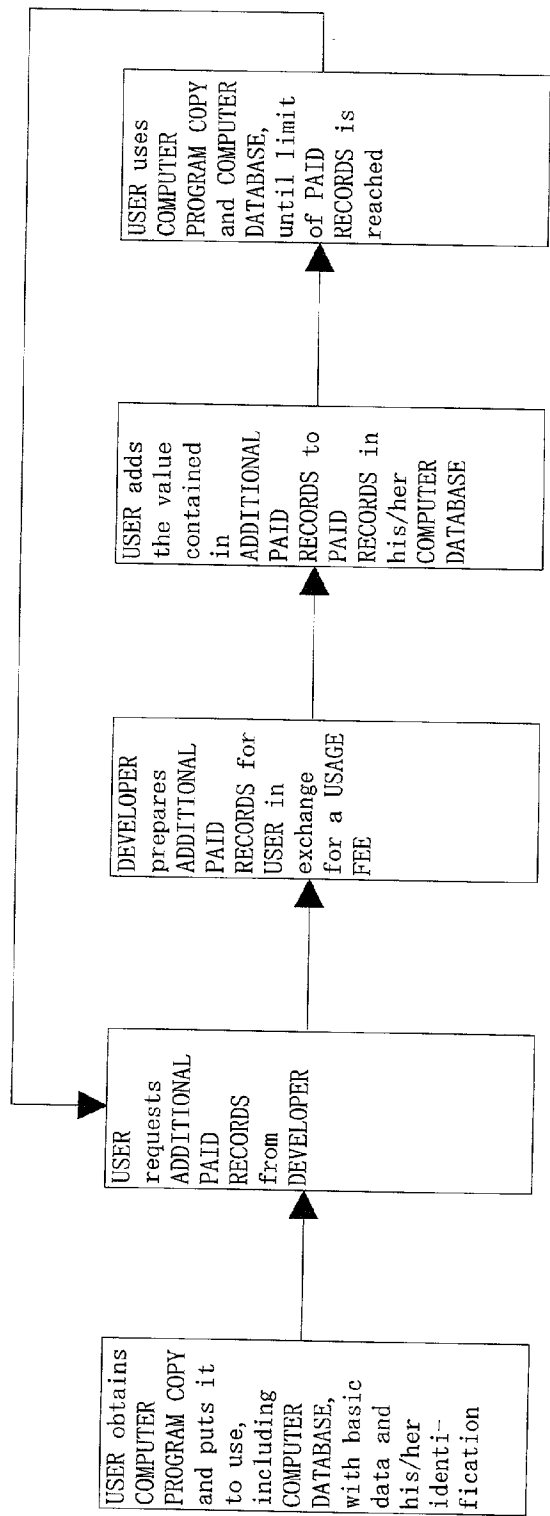 USER obtains
COMPUTER
PROGRAM COPY
and puts it
to use,
including
COMPUTER
DATABASE,
with basic
data and
his/her
identi-
fication
USER
requests
ADDITIONAL
PAID
RECORDS
from
DEVELOPER
DEVELOPER
prepares
ADDITIONAL
PAID
RECORDS for
USER in
exchange
for a USAGE
FEE
USER adds
the value
contained
in
ADDITIONAL
PAID
RECORDS to
PAID
RECORDS in
his/her
COMPUTER
DATABASE
USER uses
COMPUTER
PROGRAM COPY
and COMPUTER
DATABASE,
until limit
of PAID
RECORDS is
reached